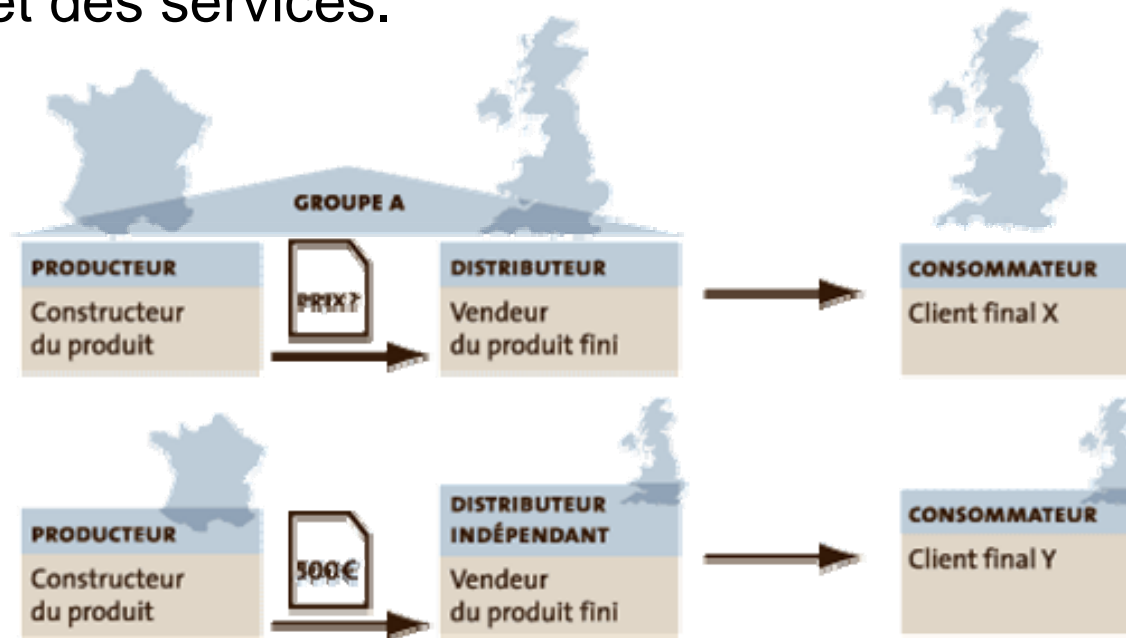 et des services.
GROUPE A
PRODUCTEUR
Constructeur
du produit
PRIX?
DISTRIBUTEUR
Vendeur
du produit fini
CONSOMMATEUR
Client final X
PRODUCTEUR
Constructeur
du produit
500€
DISTRIBUTEUR
INDÉPENDANT
Vendeur
du produit fini
CONSOMMATEUR
Client final Y